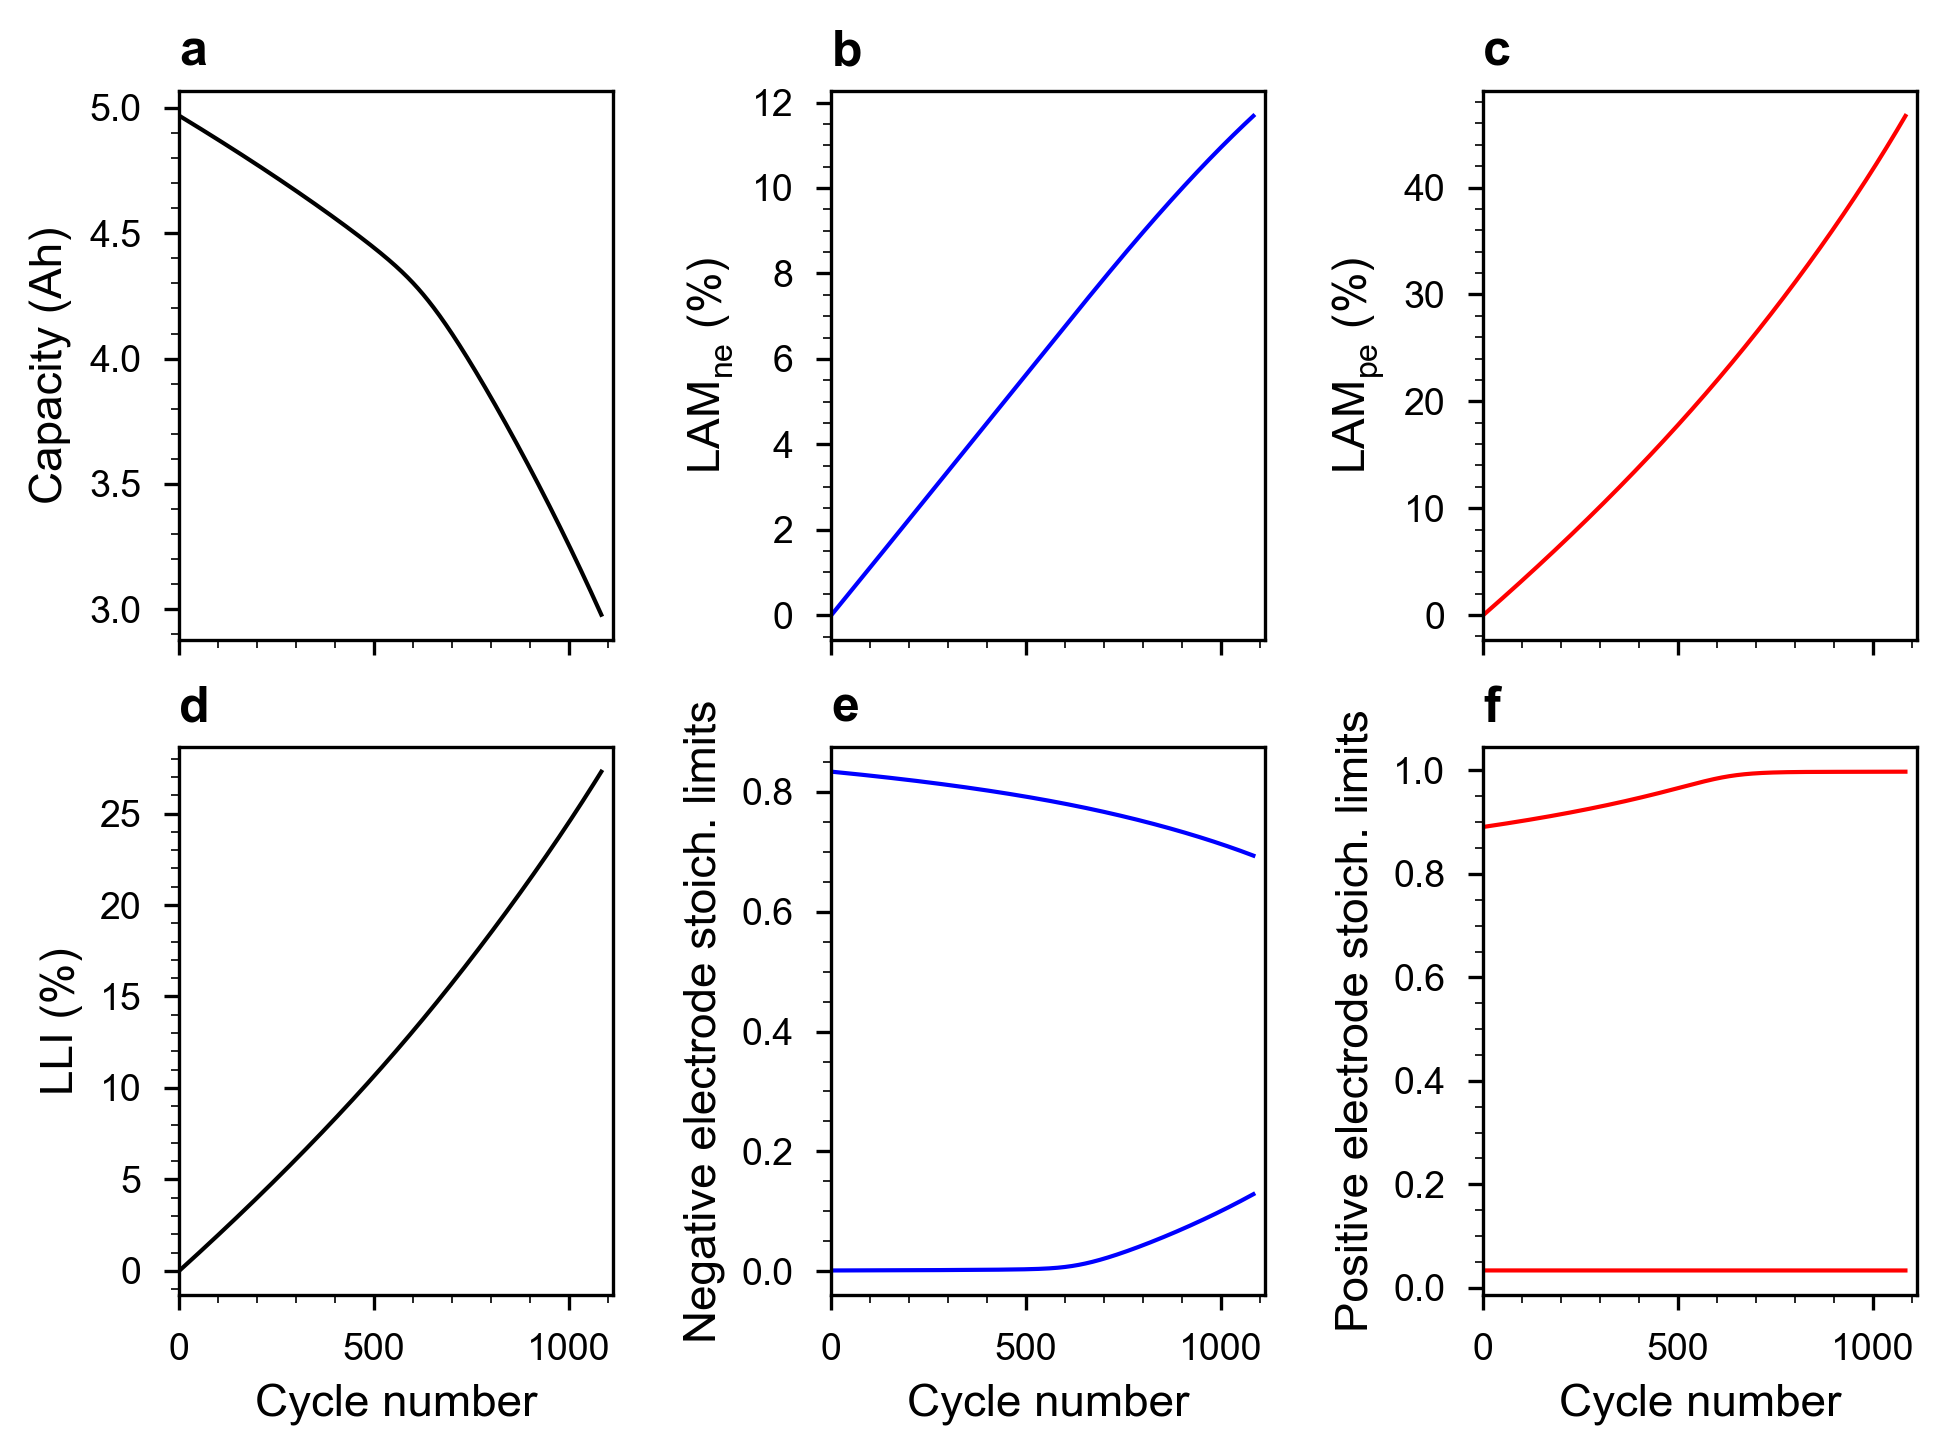 a
b
c
5.0
4.5
4.0
3.5
3.0
Capacity (Ah)
12
10
8
6
4
2
0
LAMne (%)
40
30
20
10
0
LAMpe (%)
d
e
f
25
20
15
10
5
0
LLI (%)
0 500 1000
Cycle number
0.8
0.6
0.4
0.2
0.0
Negative electrode stoich. limits
0 500 1000
Cycle number
1.0
0.8
0.6
0.4
0.2
0.0
Positive electrode stoich. limits
0 500 1000
Cycle number